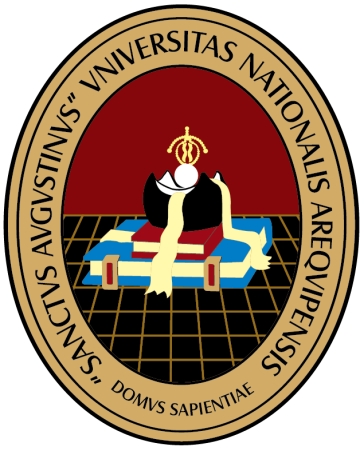 "SANCTVS AVGVSTINVS" VNIVERSITAS NATIONALIS AREQVIPENSIS
DOMVS SAPIENTIAE